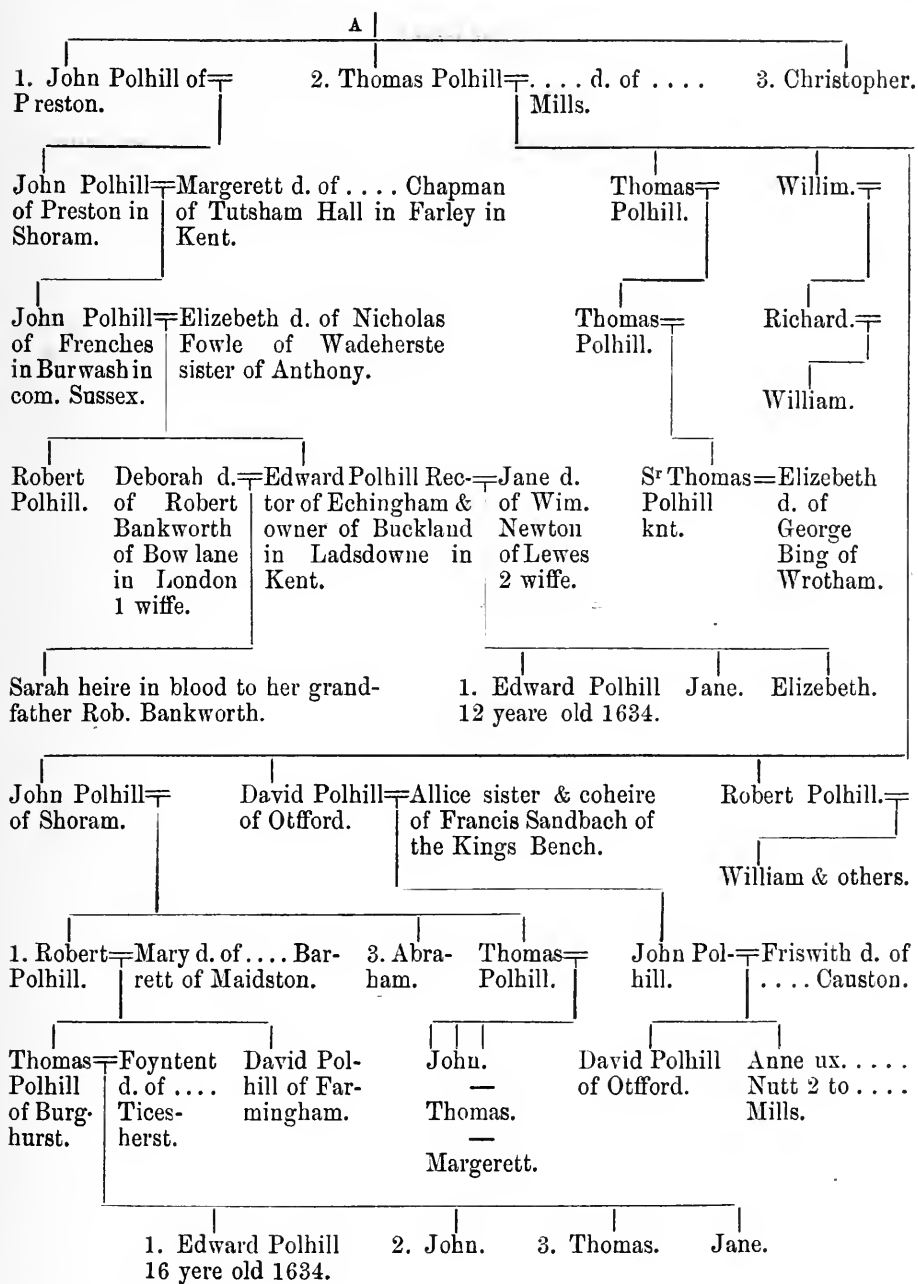 A
1. John Polhill of
Preston.
2. Thomas Polhill
. . . . d. of . . . .
Mills.
3. Christopher.
John Polhill
of Preston in
Shoram.
Margerett d. of . . . . Chapman
of Tutsham Hall in Farley in
Kent.
Thomas
Polhill.
Willim.
John Polhill
of Frenches
in Burwash in
com. Sussex.
Elizebeth d. of Nicholas
Fowle of Wadeherste
sister of Anthony.
Thomas
Polhill.
Richard.
William.
Robert
Polhill.
Deborah d.
of Robert
Bankworth
of Bow lane
in London
1 wiffe.
Edward Polhill Rec-
tor of Echingham &
owner of Buckland
in Ladsdowne in
Kent.
Jane d.
of Wim.
Newton
of Lewes
2 wiffe.
Sr Thomas
Polhill
knt.
Elizebeth
d. of
George
Bing of
Wrotham.
Sarah heire in blood to her grand-
father Rob. Bankworth.
1. Edward Polhill
12 yeare old 1634.
Jane.
Elizebeth.
John Polhill
of Shoram.
David Polhill
of Otfford.
Allice sister & coheire
of Francis Sandbach of
the Kings Bench.
Robert Polhill.
William & others.
1. Robert
Polhill.
Mary d. of . . . . Bar-
rett of Maidston.
3. Abra-
ham.
Thomas
Polhill.
John Pol-
hill.
Friswith d. of
. . . . Causton.
Thomas
Polhill
of Burg-
hurst.
Foyntent
d. of . . . .
Tices-
herst.
David Pol-
hill of Far-
mingham.
John.
—
Thomas.
—
Margerett.
David Polhill
of Otfford.
Anne ux. . . . .
Nutt 2 to . . . .
Mills.
1. Edward Polhill
16 yere old 1634.
2. John.
3. Thomas.
Jane.